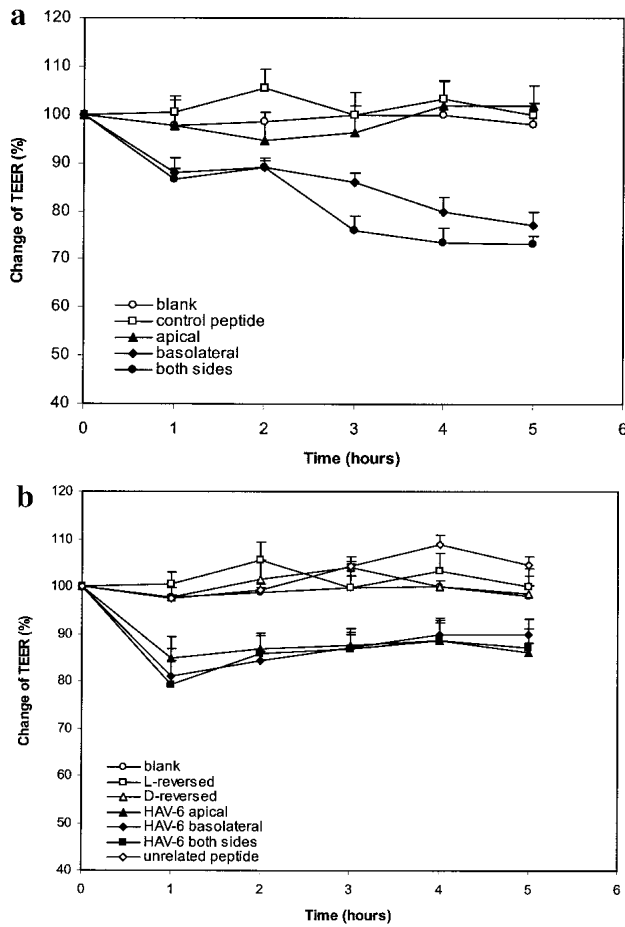 a
120
110
100
90
80
70
60
50
40
Change of TEER (%)
blank
control peptide
apical
basolateral
both sides
0 1 2 3 4 5 6
Time (hours)
b
120
110
100
90
80
70
60
50
40
Change of TEER (%)
blank
L-reversed
D-reversed
HAV-6 apical
HAV-6 basolateral
HAV-6 both sides
unrelated peptide
0 1 2 3 4 5 6
Time (hours)